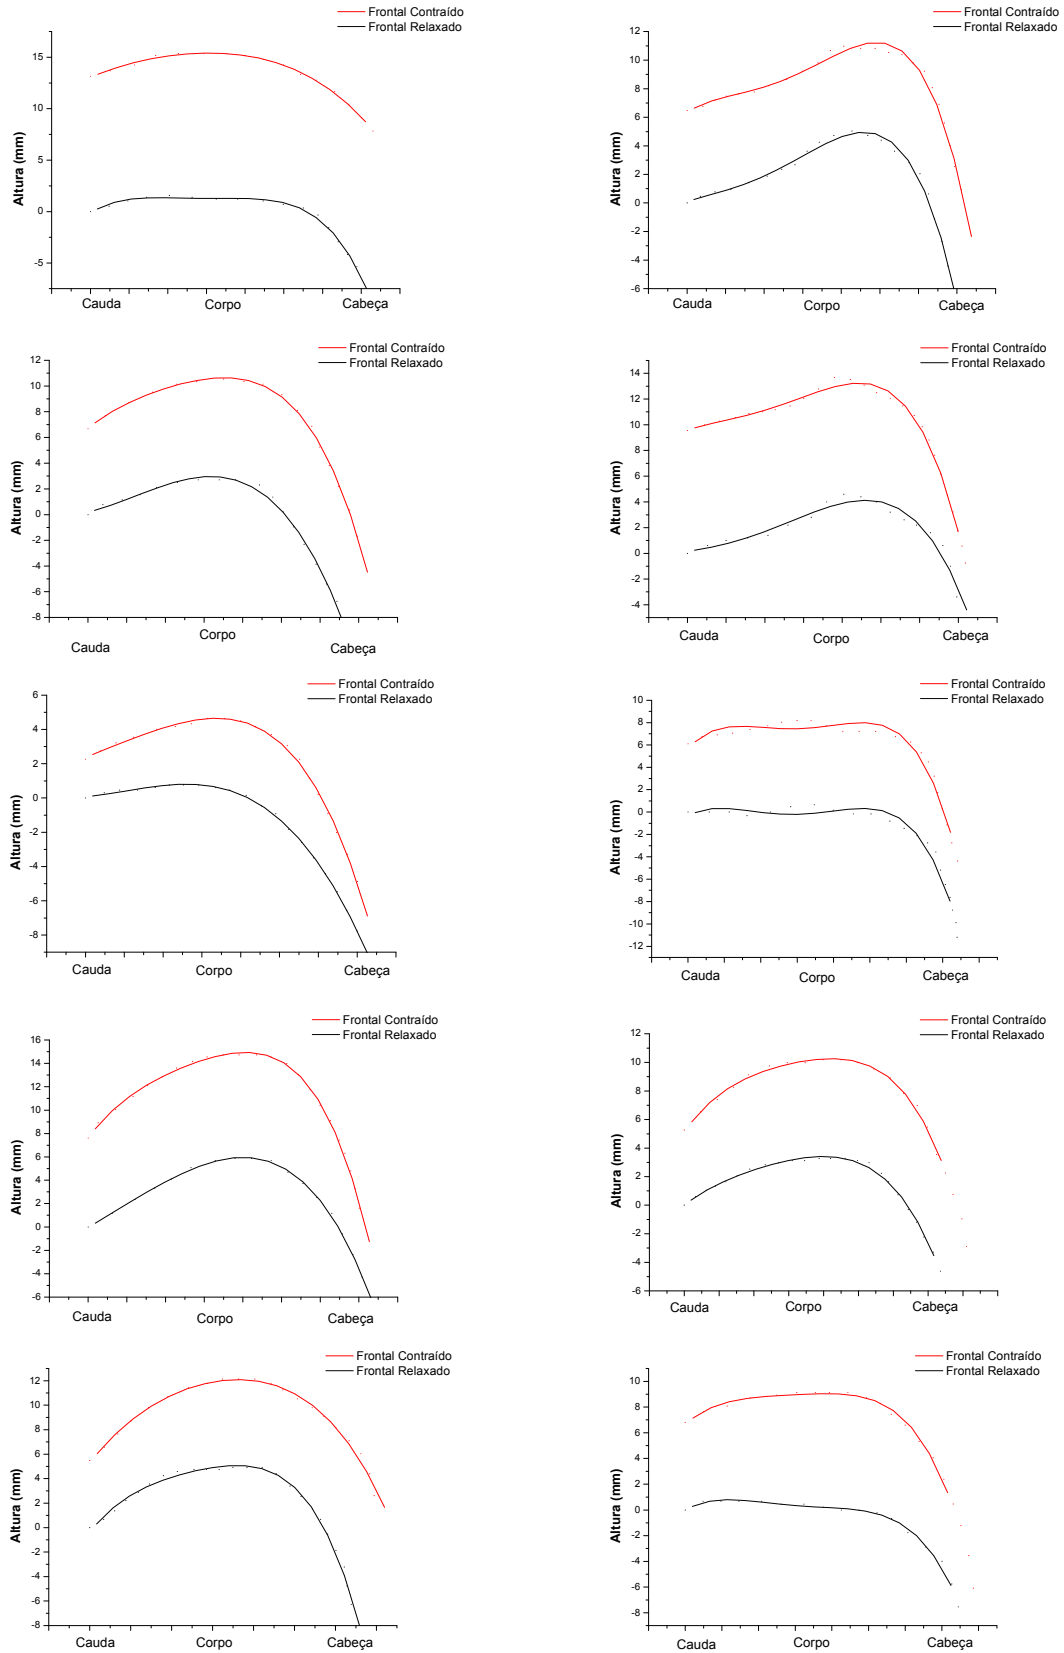 Frontal Contraído
Frontal Relaxado
Altura (mm)
15
10
5
0
-5
Cauda
Corpo
Cabeça
Frontal Contraído
Frontal Relaxado
Altura (mm)
12
10
8
6
4
2
0
-2
-4
-6
Cauda
Corpo
Cabeça
Frontal Contraído
Frontal Relaxado
Altura (mm)
12
10
8
6
4
2
0
-2
-4
-6
-8
Cauda
Corpo
Cabeça
Frontal Contraído
Frontal Relaxado
Altura (mm)
14
12
10
8
6
4
2
0
-2
-4
Cauda
Corpo
Cabeça
Frontal Contraído
Frontal Relaxado
Altura (mm)
6
4
2
0
-2
-4
-6
-8
Cauda
Corpo
Cabeça
Frontal Contraído
Frontal Relaxado
Altura (mm)
10
8
6
4
2
0
-2
-4
-6
-8
-10
-12
Cauda
Corpo
Cabeça
Frontal Contraído
Frontal Relaxado
Altura (mm)
16
14
12
10
8
6
4
2
0
-2
-4
-6
Cauda
Corpo
Cabeça
Frontal Contraído
Frontal Relaxado
Altura (mm)
12
10
8
6
4
2
0
-2
-4
-6
Cauda
Corpo
Cabeça
Frontal Contraído
Frontal Relaxado
Altura (mm)
12
10
8
6
4
2
0
-2
-4
-6
-8
Cauda
Corpo
Cabeça
Frontal Contraído
Frontal Relaxado
Altura (mm)
10
8
6
4
2
0
-2
-4
-6
-8
Cauda
Corpo
Cabeça